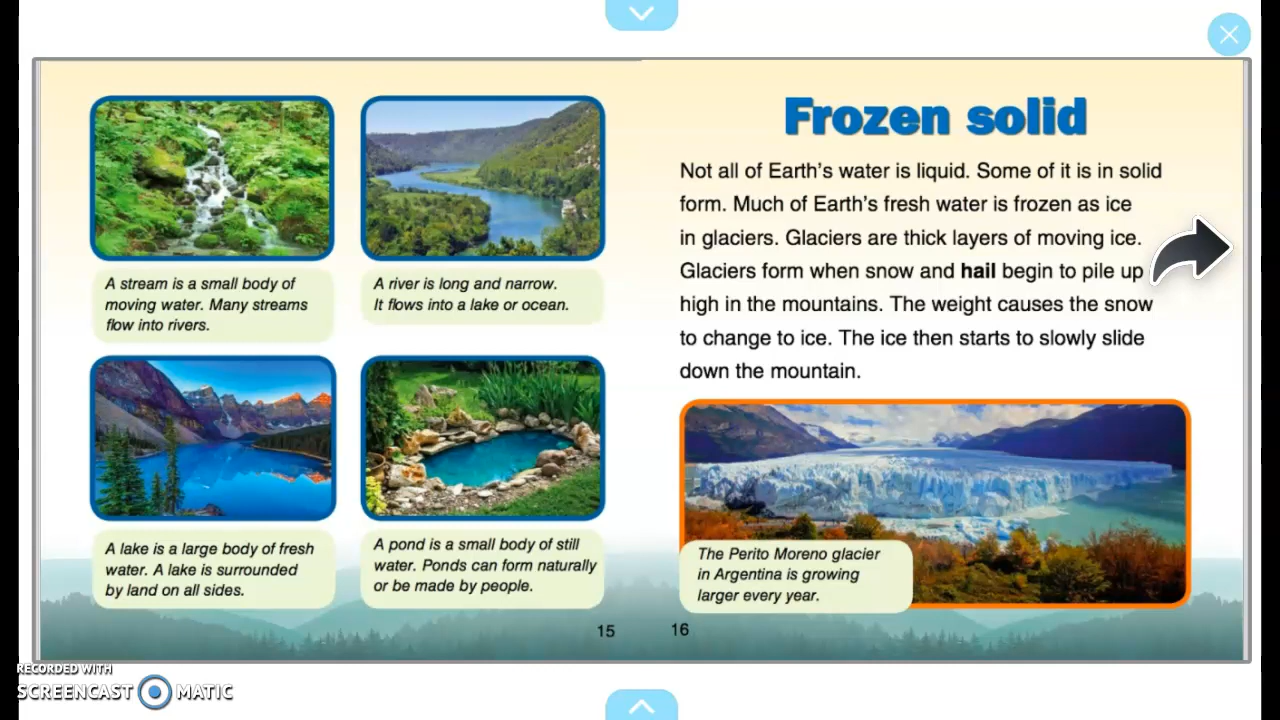 A stream is a small body of
moving water. Many streams
flow into rivers.
A river is long and narrow.
It flows into a lake or ocean.
A lake is a large body of fresh
water. A lake is surrounded
by land on all sides.
A pond is a small body of still
water. Ponds can form naturally
or be made by people.
15
Frozen solid
Not all of Earth's water is liquid. Some of it is in solid
form. Much of Earth's fresh water is frozen as ice
in glaciers. Glaciers are thick layers of moving ice.
Glaciers form when snow and hail begin to pile up
high in the mountains. The weight causes the snow
to change to ice. The ice then starts to slowly slide
down the mountain.
The Perito Moreno glacier
in Argentina is growing
larger every year.
16
RECORDED WITH
SCREENCAST MATIC